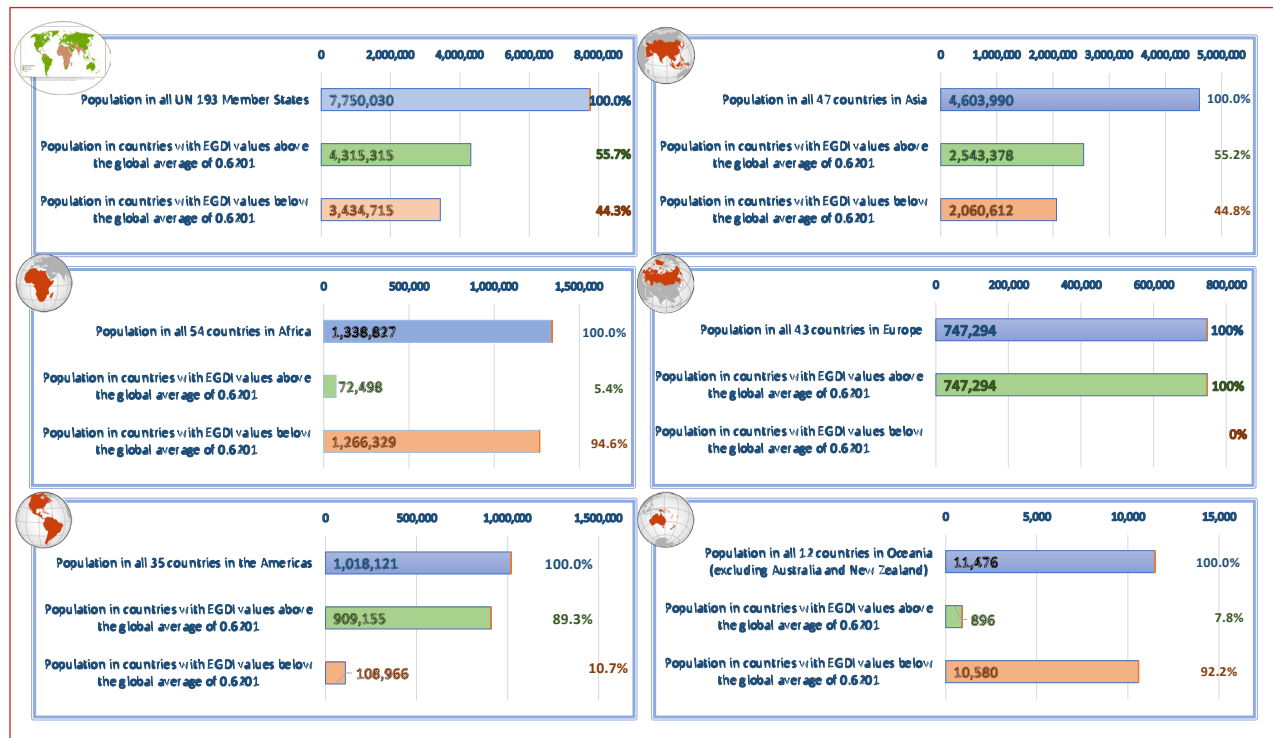 0 2,000,000 4,000,000 6,000,000 8,000,000
Population in all UN 193 Member States 7,750,030 100.0%
Population in countries with EGDI values above
the global average of 0.6201 4,315,315 55.7%
Population in countries with EGDI values below
the global average of 0.6201 3,434,715 44.3%
0 1,000,000 2,000,000 3,000,000 4,000,000 5,000,000
Population in all 47 countries in Asia 4,603,990 100.0%
Population in countries with EGDI values above
the global average of 0.6201 2,543,378 55.2%
Population in countries with EGDI values below
the global average of 0.6201 2,060,612 44.8%
0 500,000 1,000,000 1,500,000
Population in all 54 countries in Africa 1,338,827 100.0%
Population in countries with EGDI values above
the global average of 0.6201 72,498 5.4%
Population in countries with EGDI values below
the global average of 0.6201 1,266,329 94.6%
0 200,000 400,000 600,000 800,000
Population in all 43 countries in Europe 747,294 100%
Population in countries with EGDI values above
the global average of 0.6201 747,294 100%
Population in countries with EGDI values below
the global average of 0.6201 0%
0 500,000 1,000,000 1,500,000
Population in all 35 countries in the Americas 1,018,121 100.0%
Population in countries with EGDI values above
the global average of 0.6201 909,155 89.3%
Population in countries with EGDI values below
the global average of 0.6201 108,966 10.7%
0 5,000 10,000 15,000
Population in all 12 countries in Oceania
(excluding Australia and New Zealand) 11,476 100.0%
Population in countries with EGDI values above
the global average of 0.6201 896 7.8%
Population in countries with EGDI values below
the global average of 0.6201 10,580 92.2%